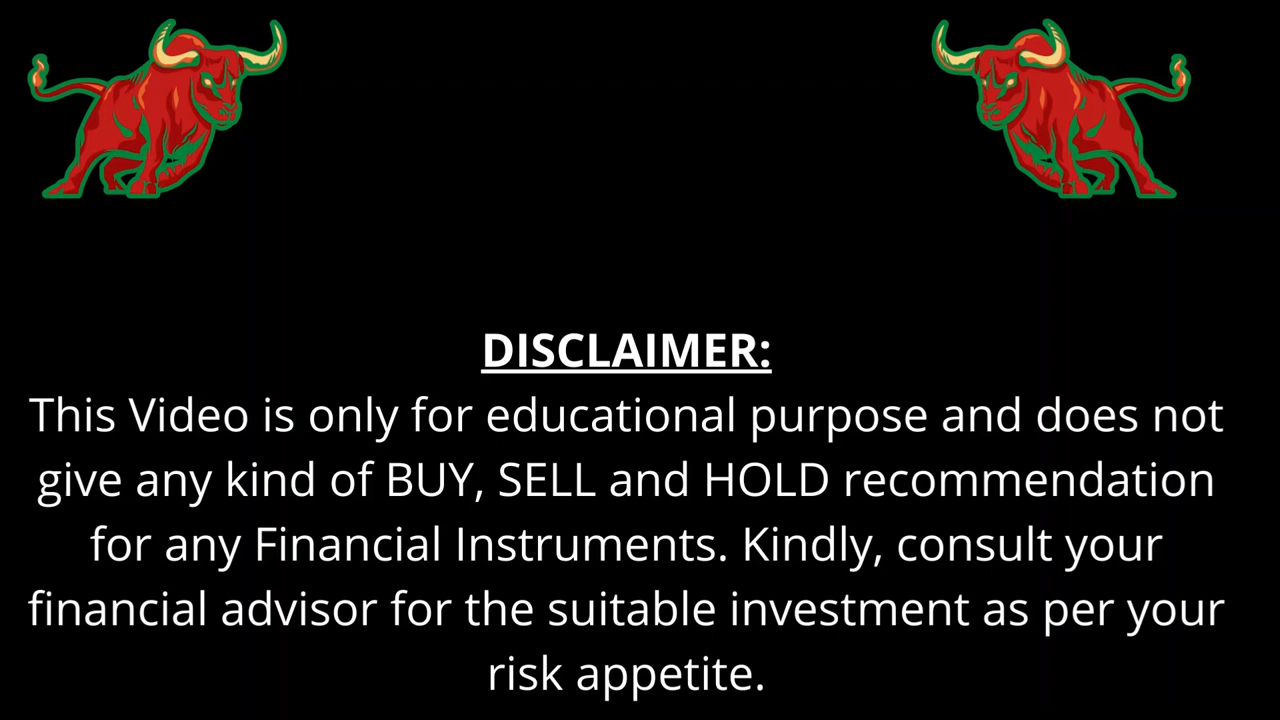 DISCLAIMER:
This Video is only for educational purpose and does not
give any kind of BUY, SELL and HOLD recommendation
for any Financial Instruments. Kindly, consult your
financial advisor for the suitable investment as per your
risk appetite.